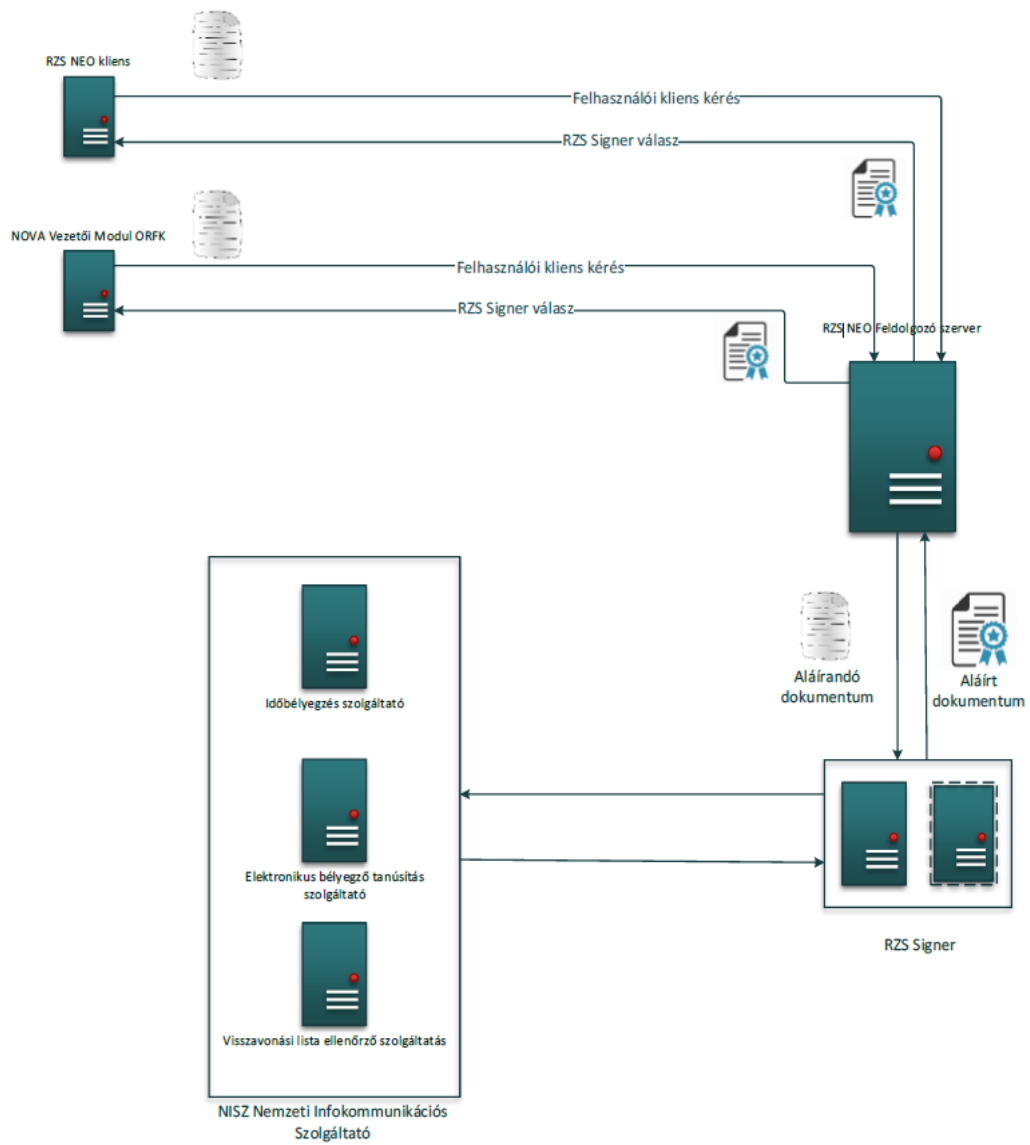 RZS NEO kliens
Felhasználói kliens kérés
RZS Signer válasz
NOVA Vezetői Modul ORFK
Felhasználói kliens kérés
RZS Signer válasz
RZS NEO Feldolgozó szerver
Időbélyegzés szolgáltató
Aláírandó
dokumentum
Aláírt
dokumentum
Elektronikus bélyegző tanúsítás
szolgáltató
RZS Signer
Visszavonási lista ellenőrző szolgáltatás
NISZ Nemzeti Infokommunikációs
Szolgáltató